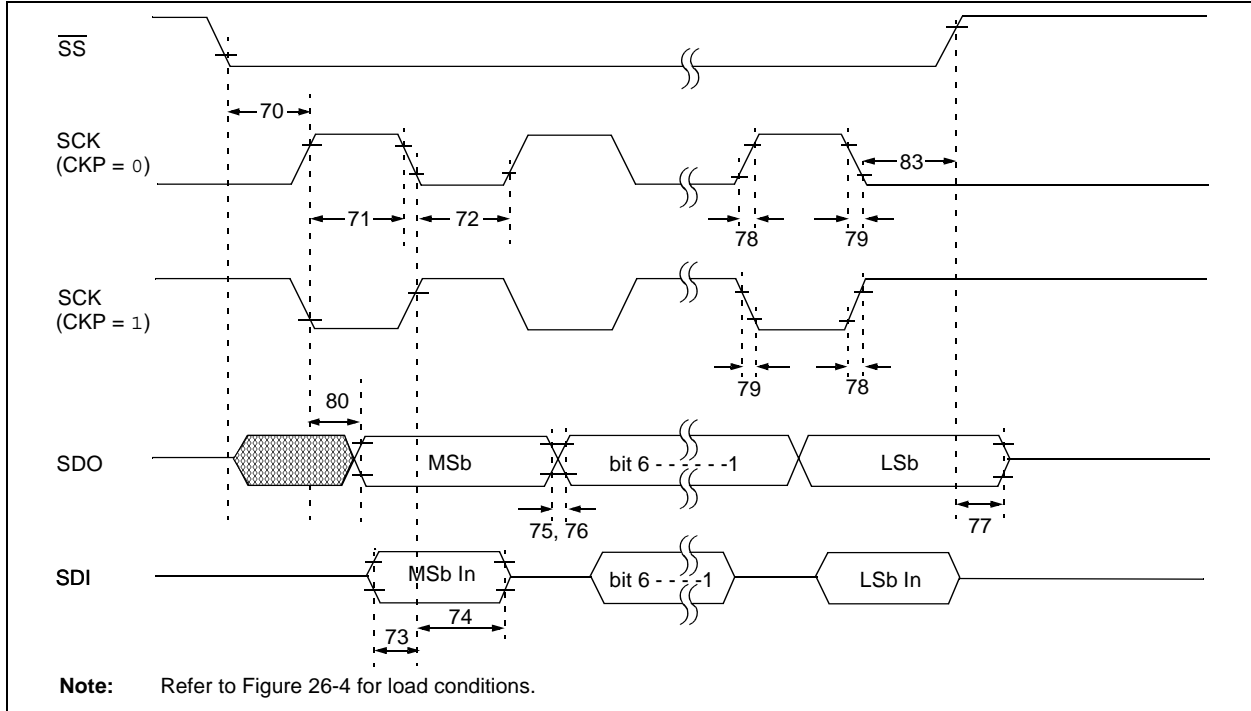 SS
70
SCK
(CKP = 0)
83
71
72
78
79
SCK
(CKP = 1)
79
78
80
SDO
MSb
bit 6 - - - - - -1
LSb
75, 76
77
SDI
MSb In
bit 6 - - - -1
LSb In
74
73
Note: Refer to Figure 26-4 for load conditions.